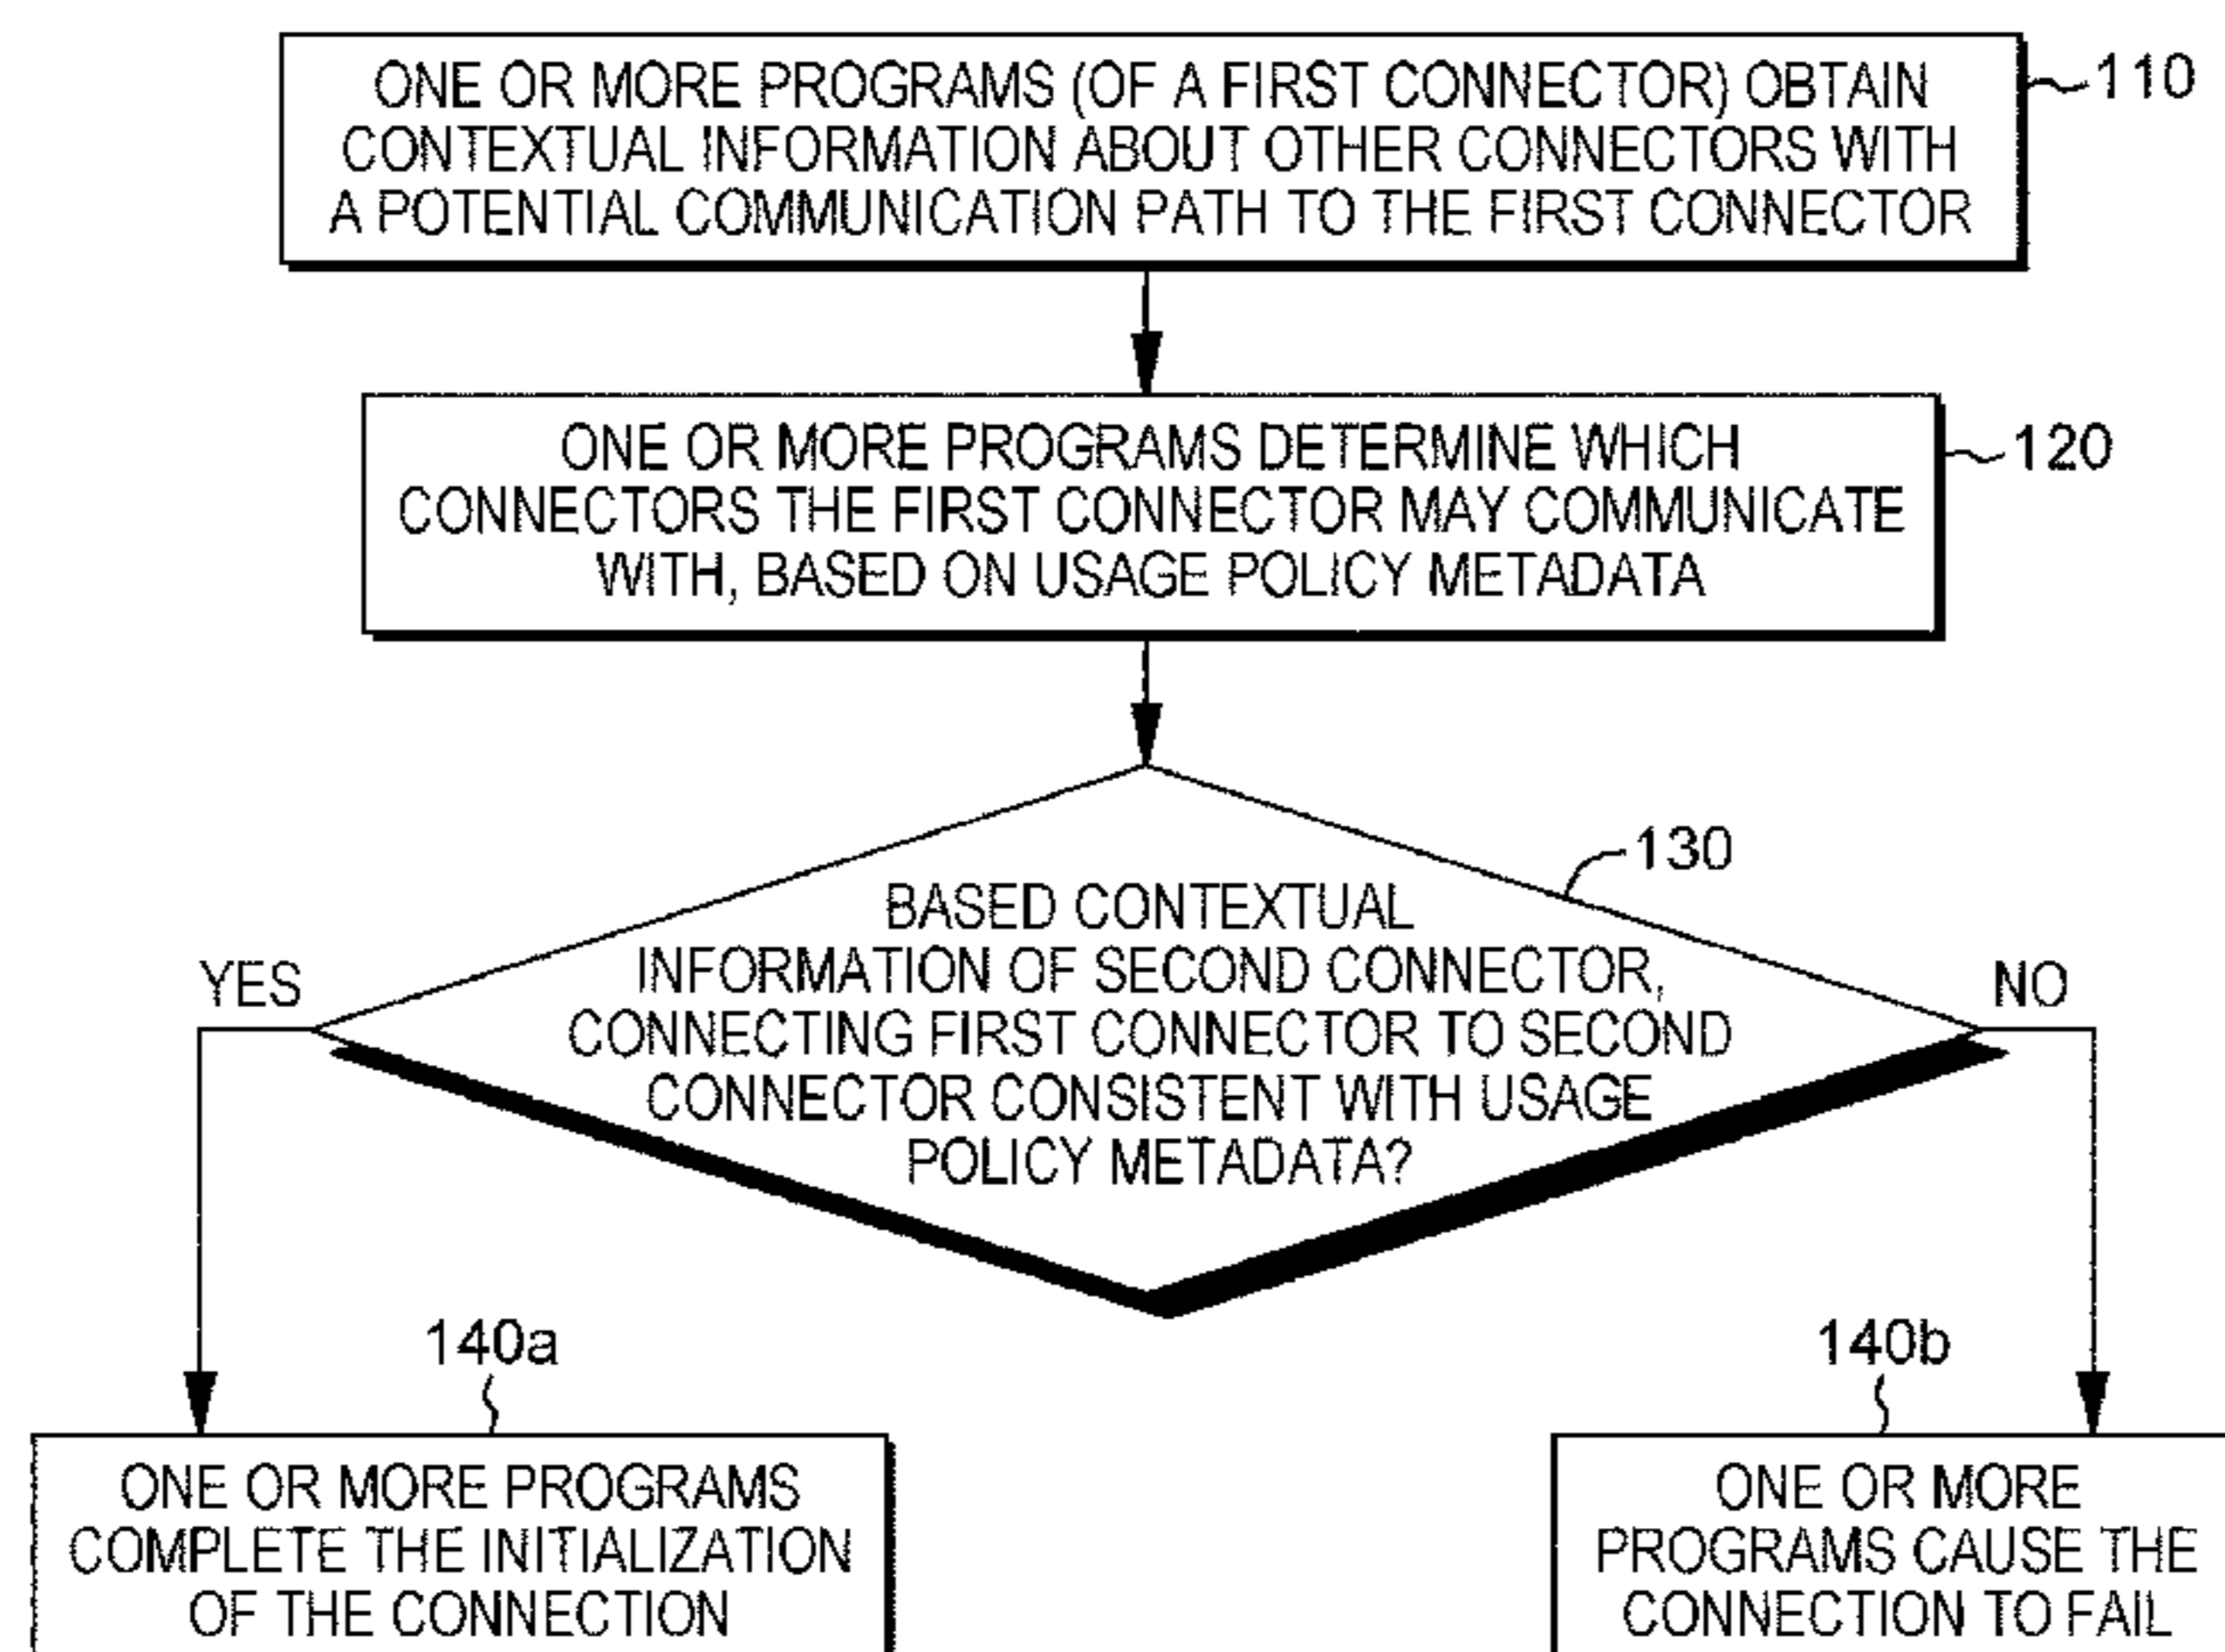 ONE OR MORE PROGRAMS (OF A FIRST CONNECTOR) OBTAIN
CONTEXTUAL INFORMATION ABOUT OTHER CONNECTORS WITH
A POTENTIAL COMMUNICATION PATH TO THE FIRST CONNECTOR
110
ONE OR MORE PROGRAMS DETERMINE WHICH
CONNECTORS THE FIRST CONNECTOR MAY COMMUNICATE
WITH, BASED ON USAGE POLICY METADATA
120
130
BASED CONTEXTUAL
INFORMATION OF SECOND CONNECTOR,
CONNECTING FIRST CONNECTOR TO SECOND
CONNECTOR CONSISTENT WITH USAGE
POLICY METADATA?
YES
NO
140a
ONE OR MORE PROGRAMS
COMPLETE THE INITIALIZATION
OF THE CONNECTION
140b
ONE OR MORE
PROGRAMS CAUSE THE
CONNECTION TO FAIL